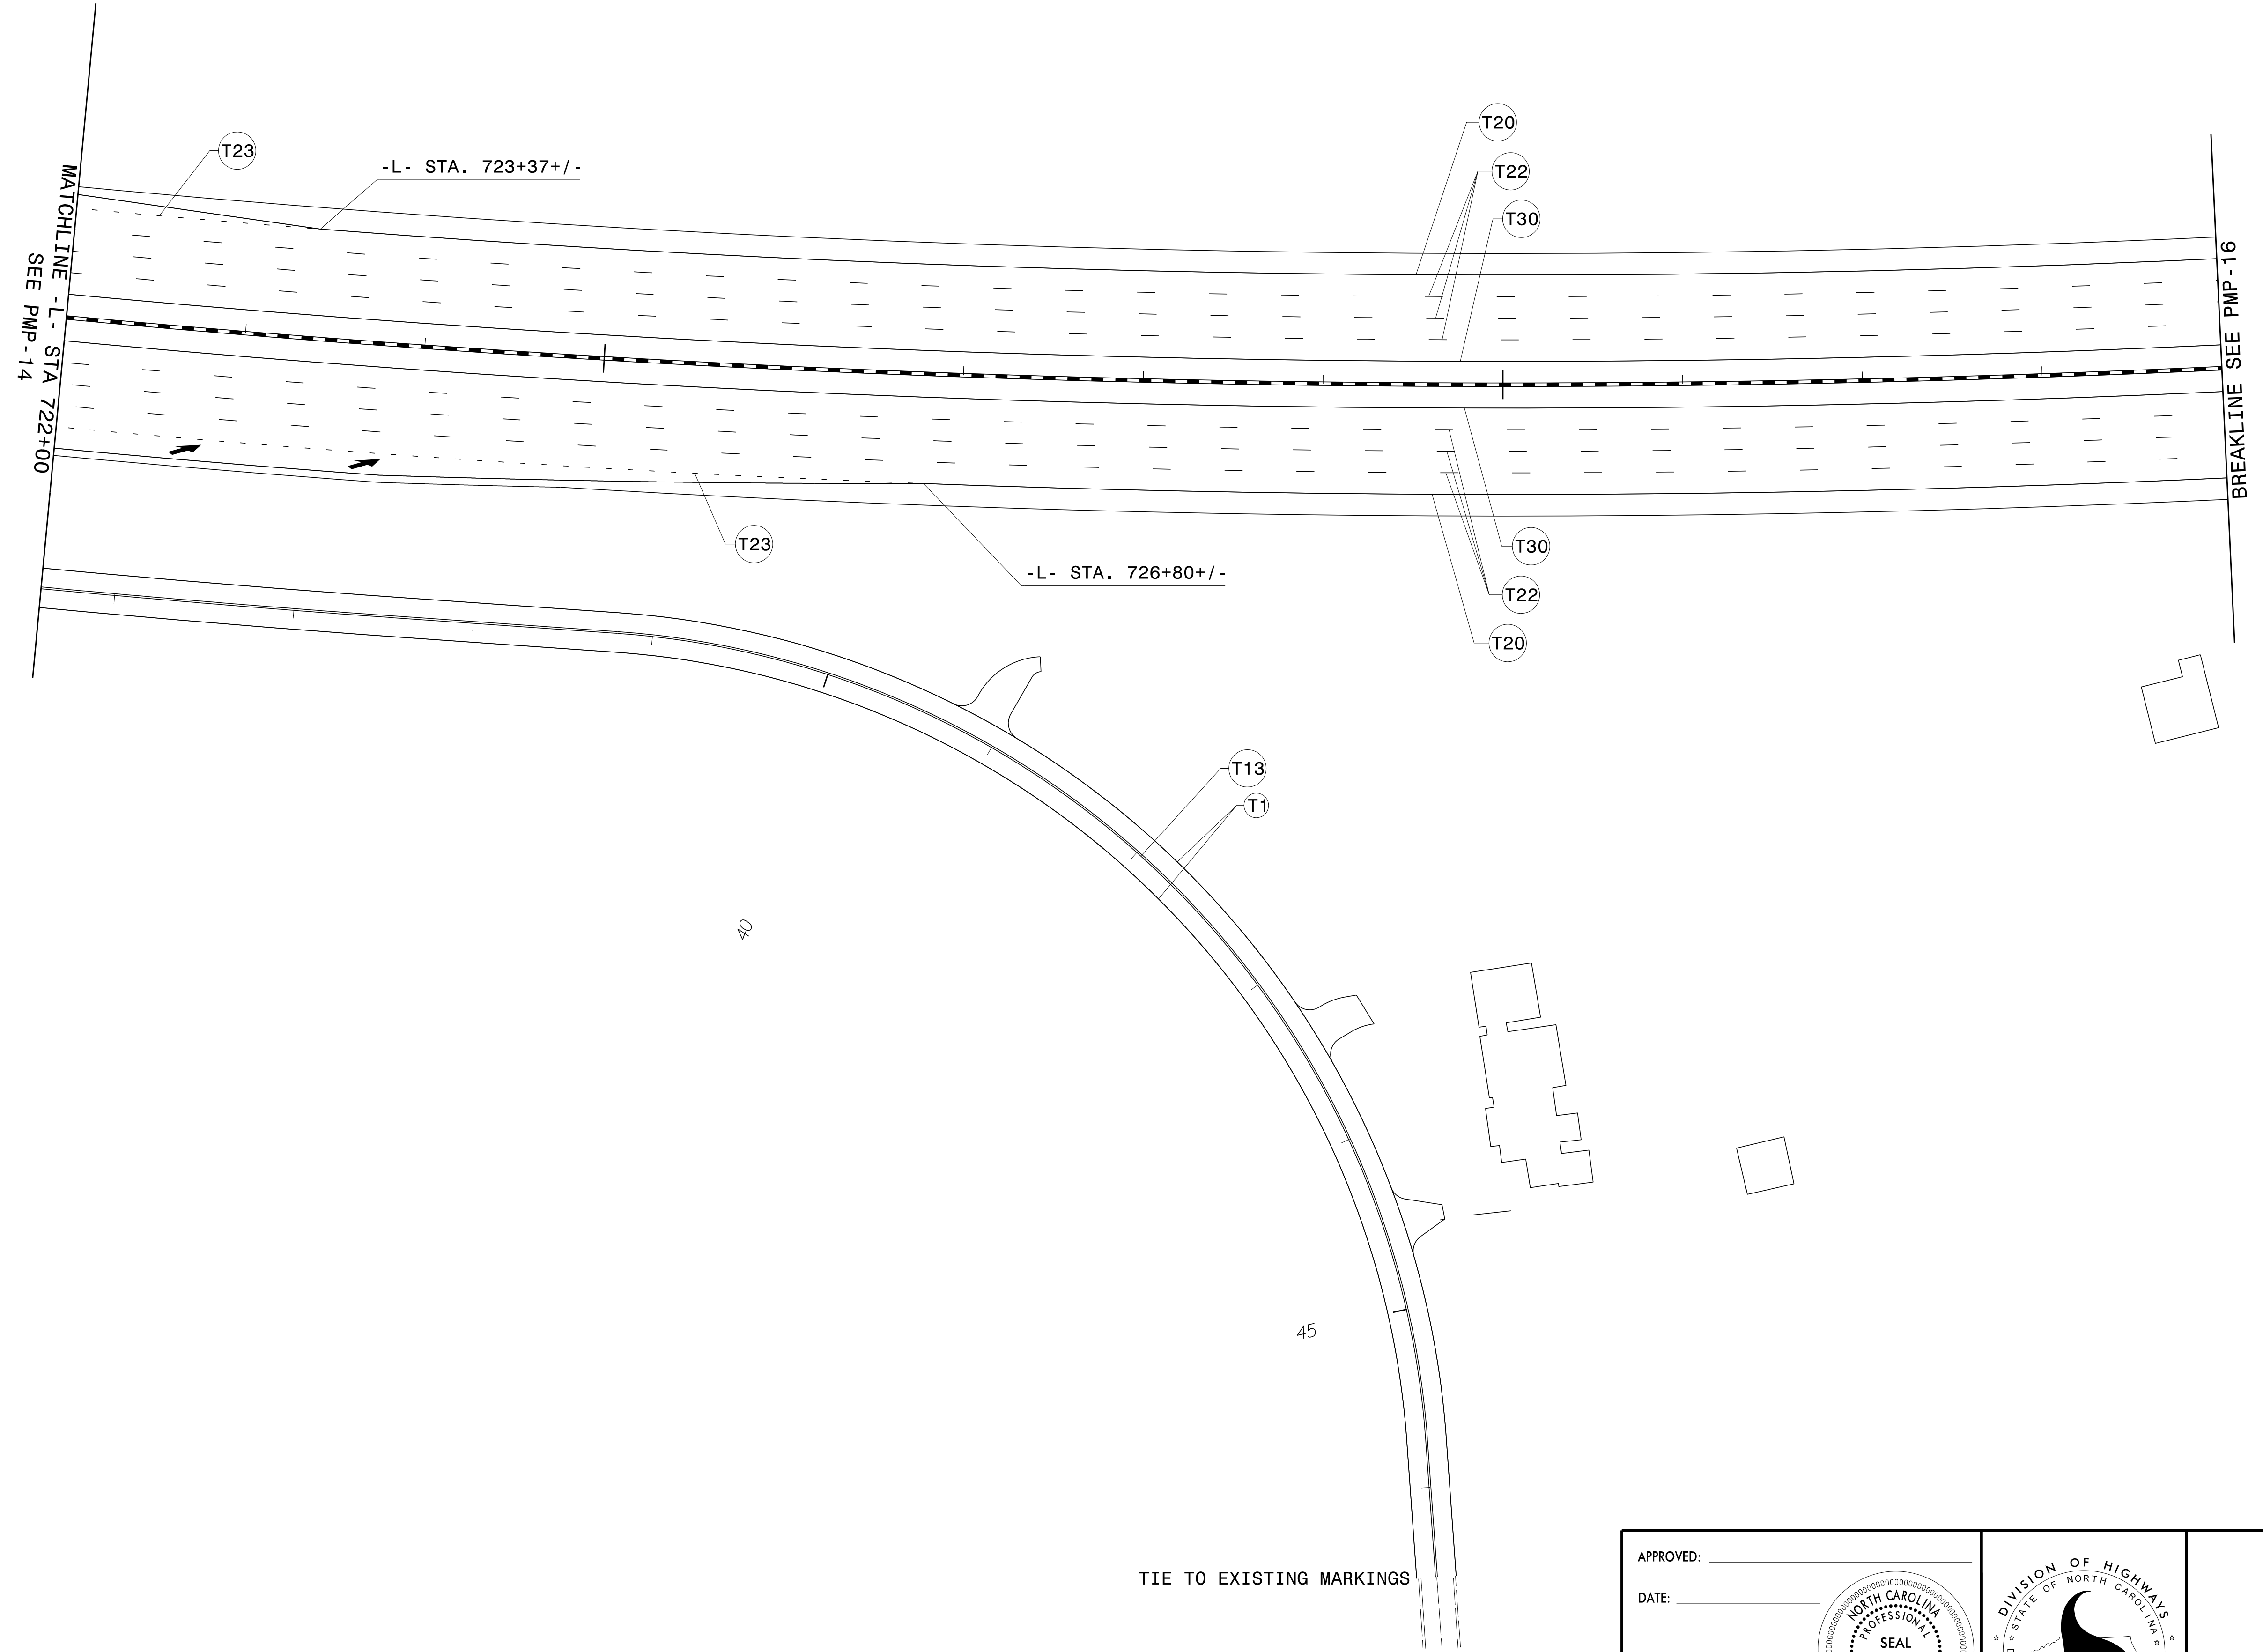 T20
T23
-L- STA. 723+37+/-
T22
T30
MATCHLINE -L- STA 722+00
SEE PMP-14
BREAKLINE SEE PMP-16
T23
T30
-L- STA. 726+80+/-
T22
T20
T13
T1
40
45
TIE TO EXISTING MARKINGS
APPROVED:
DATE:
NORTH CAROLINA
PROFESSIONAL
SEAL
DIVISION OF HIGHWAYS
STATE OF NORTH CAROLINA